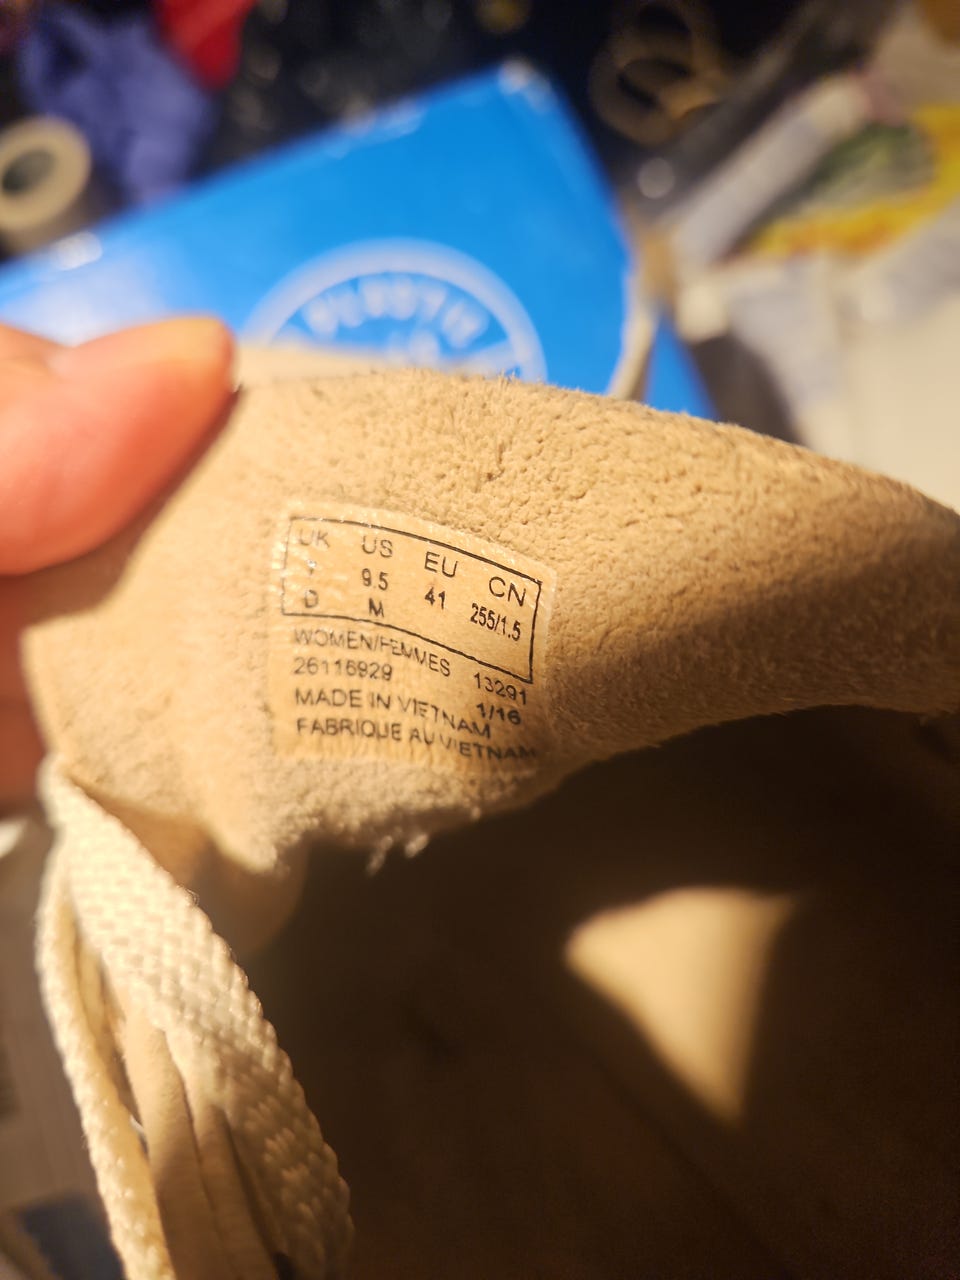 UK US EU CN
7 9.5 41 255/1.5
D M
WOMEN/FEMMES 13291
26116929 1/16
MADE IN VIETNAM
FABRIQUE AU VIETNAM